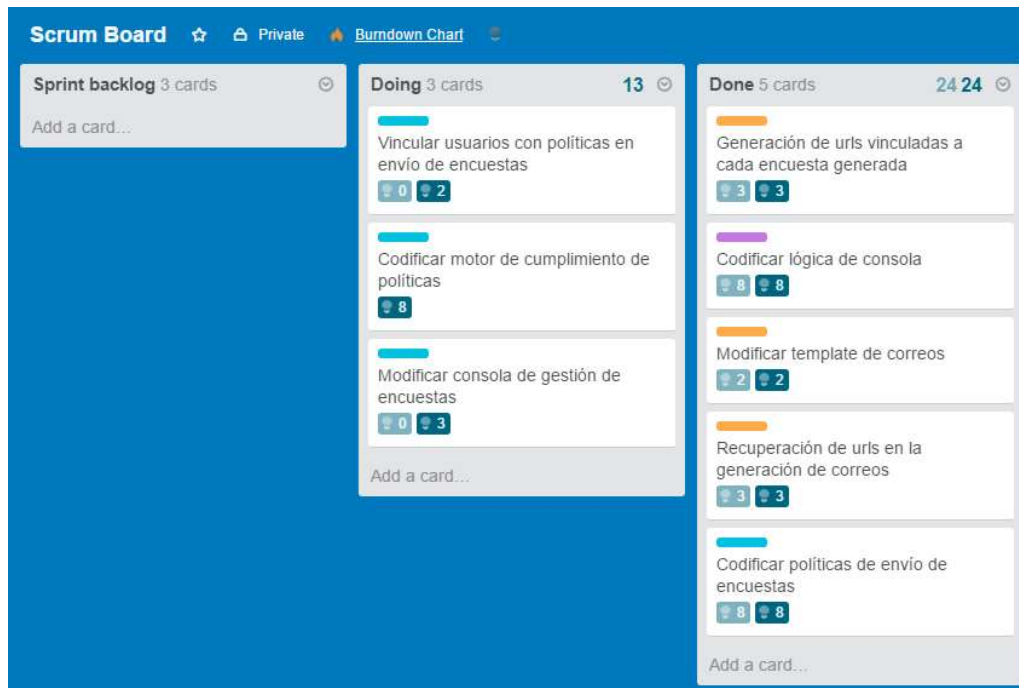 Scrum Board Private Burndown Chart
Sprint backlog 3 cards
Add a card...
Doing 3 cards 13
Vincular usuarios con políticas en
envío de encuestas
0 2
Codificar motor de cumplimiento de
políticas
8
Modificar consola de gestión de
encuestas
0 3
Add a card...
Done 5 cards 24 24
Generación de urls vinculadas a
cada encuesta generada
3 3
Codificar lógica de consola
8 8
Modificar template de correos
2 2
Recuperación de urls en la
generación de correos
3 3
Codificar políticas de envío de
encuestas
8 8
Add a card...